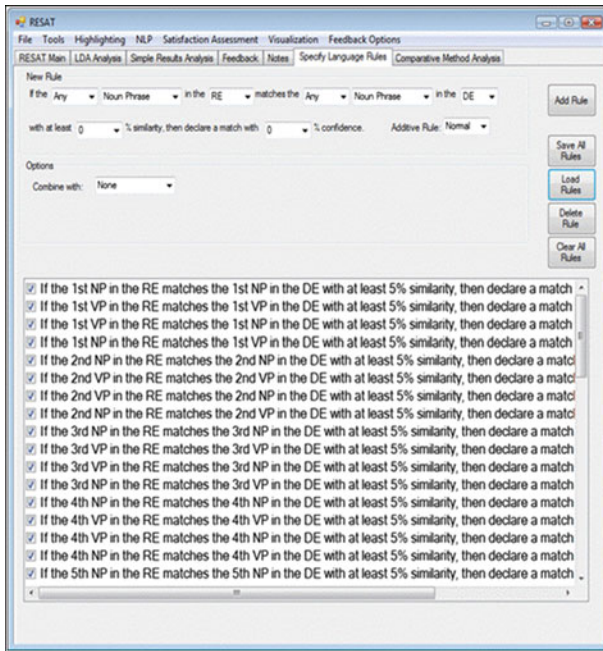 RESAT
File Tools Highlighting NLP Satisfaction Assessment Visualization Feedback Options
RESAT Main LDA Analysis Simple Results Analysis Feedback Notes Specify Language Rules Comparative Method Analysis
New Rule
If the Any Noun Phrase in the RE matches the Any Noun Phrase in the DE
Add Rule
with at least 0 % similarity, then declare a match with 0 % confidence. Additive Rule: Normal
Save All Rules
Options
Combine with: None
Load Rules
Delete Rule
Clear All Rules
If the 1st NP in the RE matches the 1st NP in the DE with at least 5% similarity, then declare a match
If the 1st VP in the RE matches the 1st VP in the DE with at least 5% similarity, then declare a match
If the 1st VP in the RE matches the 1st NP in the DE with at least 5% similarity, then declare a match
If the 1st NP in the RE matches the 1st VP in the DE with at least 5% similarity, then declare a match
If the 2nd NP in the RE matches the 2nd NP in the DE with at least 5% similarity, then declare a matcl
If the 2nd VP in the RE matches the 2nd VP in the DE with at least 5% similarity, then declare a matcl
If the 2nd VP in the RE matches the 2nd NP in the DE with at least 5% similarity, then declare a matcl
If the 2nd NP in the RE matches the 2nd VP in the DE with at least 5% similarity, then declare a matcl
If the 3rd NP in the RE matches the 3rd NP in the DE with at least 5% similarity, then declare a match
If the 3rd VP in the RE matches the 3rd VP in the DE with at least 5% similarity, then declare a match
If the 3rd VP in the RE matches the 3rd NP in the DE with at least 5% similarity, then declare a match
If the 3rd NP in the RE matches the 3rd VP in the DE with at least 5% similarity, then declare a match
If the 4th NP in the RE matches the 4th NP in the DE with at least 5% similarity, then declare a match
If the 4th VP in the RE matches the 4th VP in the DE with at least 5% similarity, then declare a match
If the 4th VP in the RE matches the 4th NP in the DE with at least 5% similarity, then declare a match
If the 4th NP in the RE matches the 4th VP in the DE with at least 5% similarity, then declare a match
If the 5th NP in the RE matches the 5th NP in the DE with at least 5% similarity, then declare a match